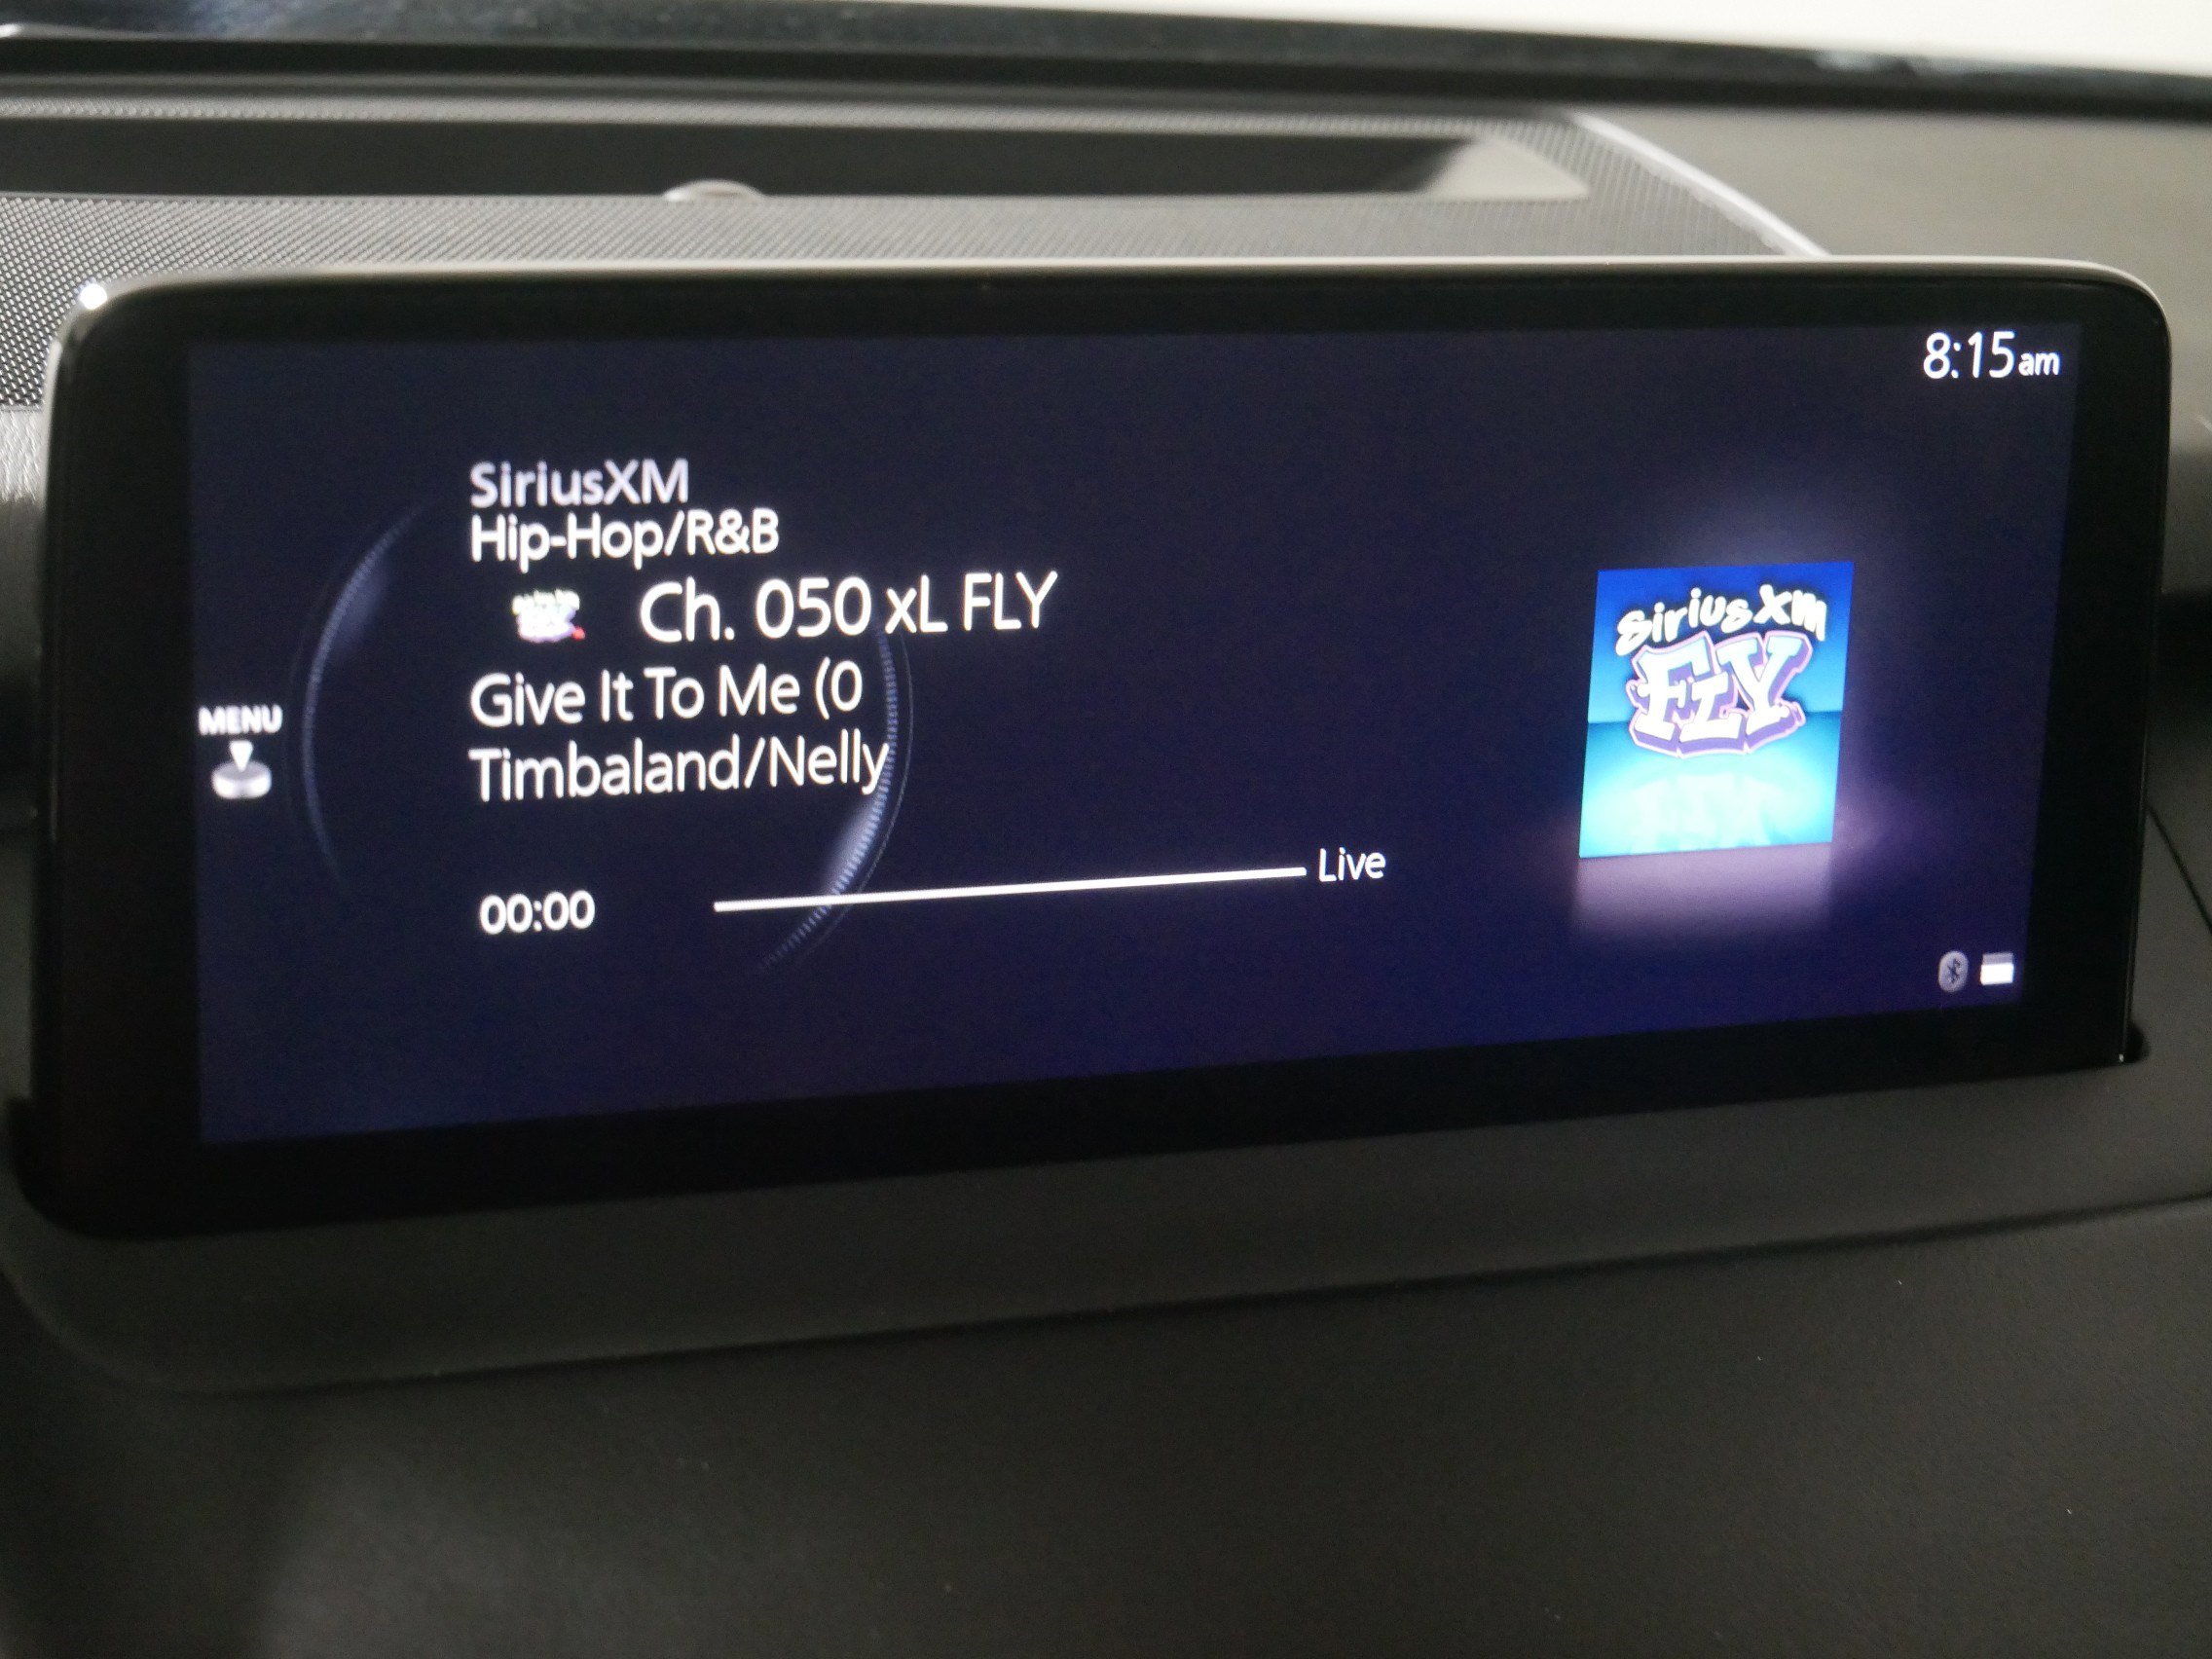 8:15am
SiriusXM
Hip-Hop/R&B
Ch. 050 xL FLY
Give It To Me (0
Timbaland/Nelly
MENU
00:00
Live
SiriusXm
FLY